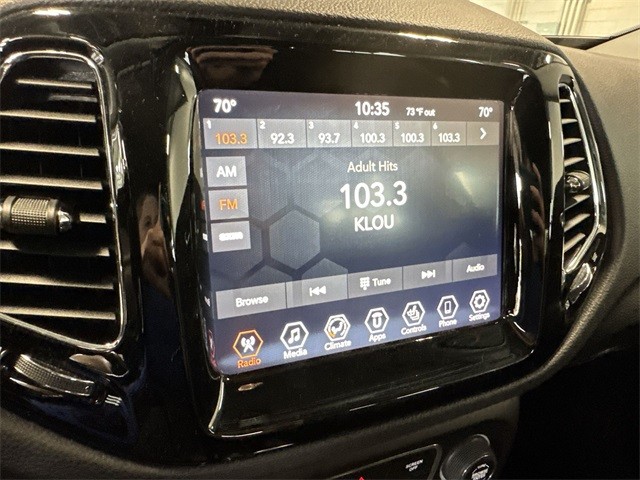 70° 10:35 73°F out 70°
1 2 3 4 5 6
103.3 92.3 93.7 100.3 100.3 103.3
AM
FM
Adult Hits
103.3
KLOU
Browse Tune Audio
Radio Media Climate Apps Controls Phone Settings
SCREEN
OFF